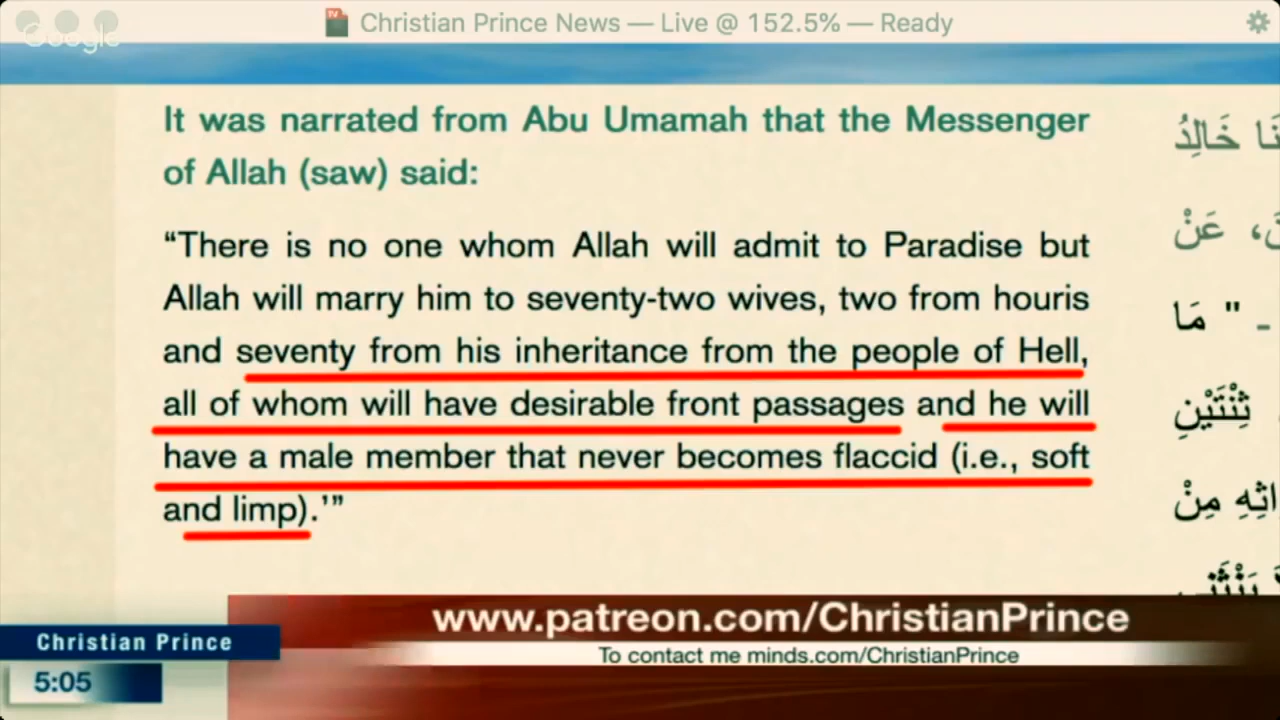 Christian Prince News — Live @ 152.5% — Ready
Google
It was narrated from Abu Umamah that the Messenger
of Allah (saw) said:
“There is no one whom Allah will admit to Paradise but
Allah will marry him to seventy-two wives, two from houris
and seventy from his inheritance from the people of Hell,
all of whom will have desirable front passages and he will
have a male member that never becomes flaccid (i.e., soft
and limp).’”
خَالِدُ
عَنْ
" مَا
ثِنْتَيْنِ
مِنْ
www.patreon.com/ChristianPrince
To contact me minds.com/ChristianPrince
Christian Prince
5:05